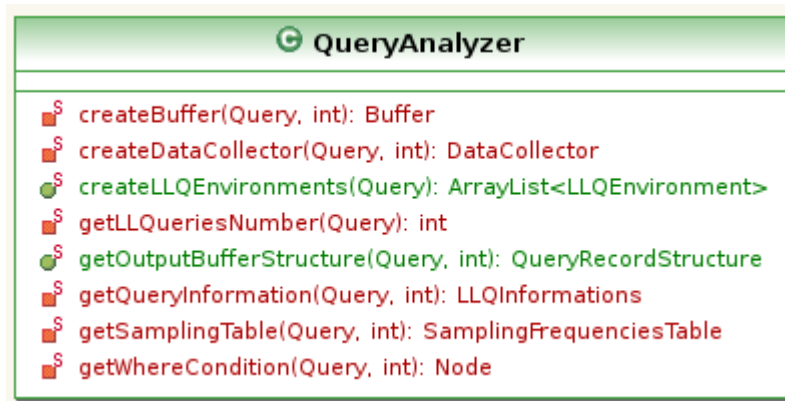 C QueryAnalyzer
S createBuffer(Query, int): Buffer
S createDataCollector(Query, int): DataCollector
S createLLQEnvironments(Query): ArrayList<LLQEnvironment>
S getLLQueriesNumber(Query): int
S getOutputBufferStructure(Query, int): QueryRecordStructure
S getQueryInformation(Query, int): LLQInformations
S getSamplingTable(Query, int): SamplingFrequenciesTable
S getWhereCondition(Query, int): Node